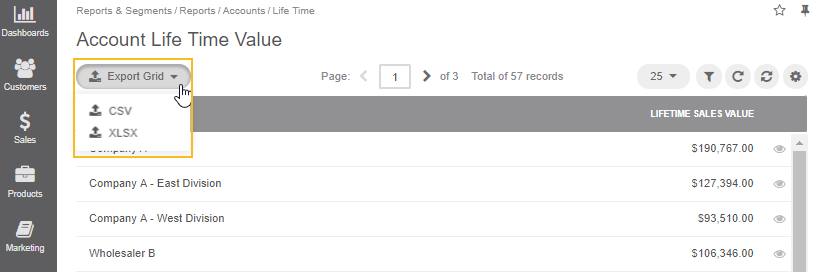 Reports & Segments / Reports / Accounts / Life Time
Dashboards
Customers
Sales
Products
Marketing
Account Life Time Value
Export Grid
Page: 1 of 3 Total of 57 records
25
CSV
XLSX
LIFETIME SALES VALUE
Company A $190,767.00
Company A - East Division $127,394.00
Company A - West Division $93,510.00
Wholesaler B $106,346.00